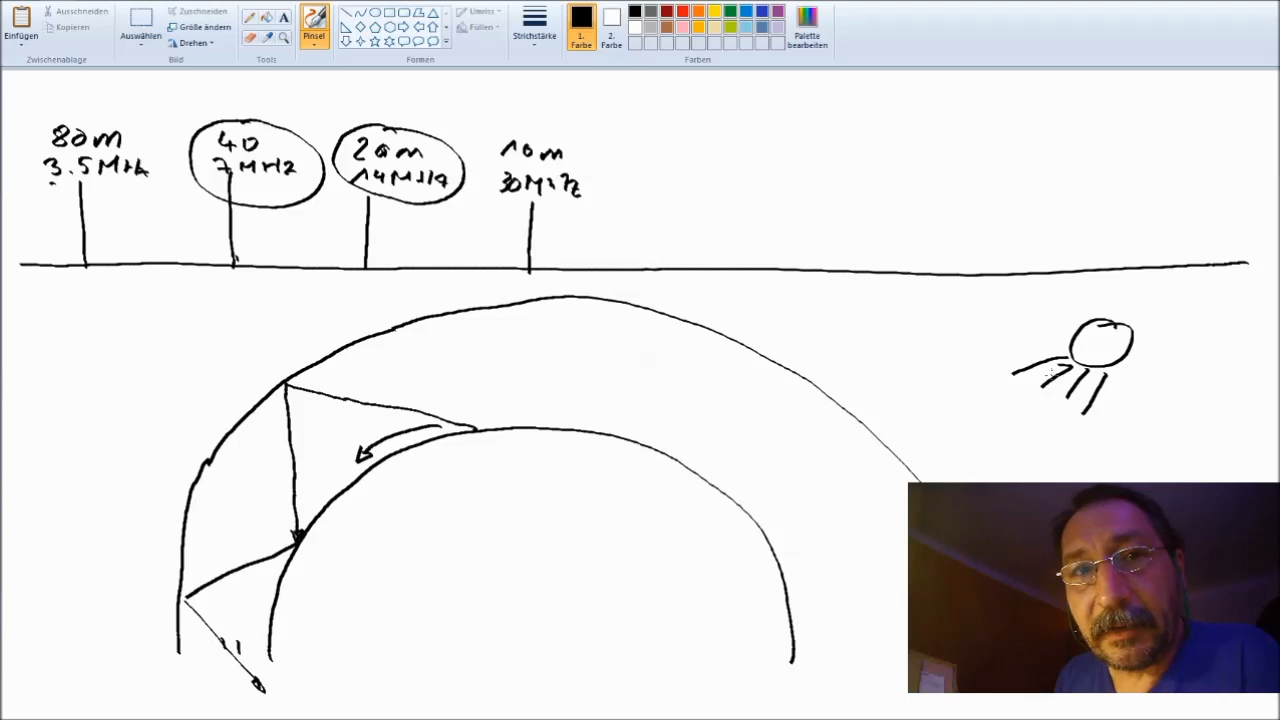 Einfügen
Ausschneiden
Kopieren
Zwischenablage
Auswählen
Zuschneiden
Größe ändern
Drehen
Bild
A
Tools
Pinsel
Umriss
Füllen
Formen
Strichstärke
1.
Farbe
2.
Farbe
Palette
bearbeiten
Farben
80m
3.5MHz
40
7MHz
20m
14MHz
10m
30MHz